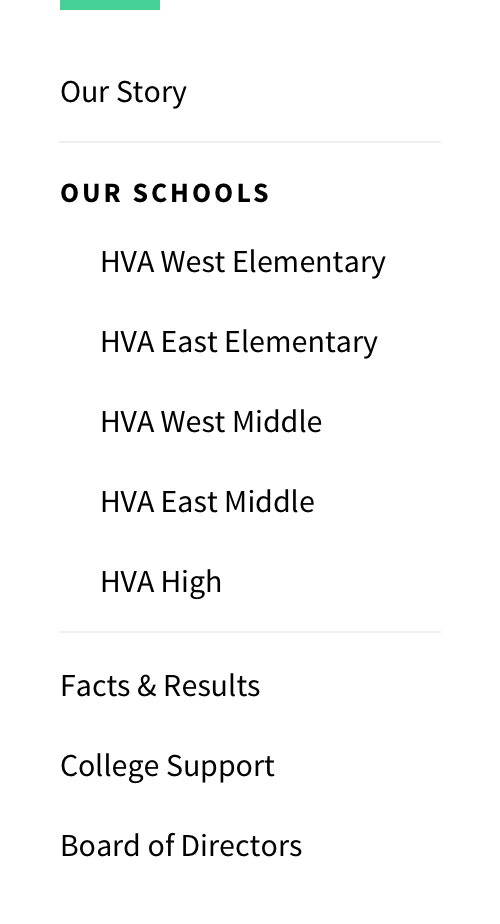 Our Story
OUR SCHOOLS
HVA West Elementary
HVA East Elementary
HVA West Middle
HVA East Middle
HVA High
Facts & Results
College Support
Board of Directors